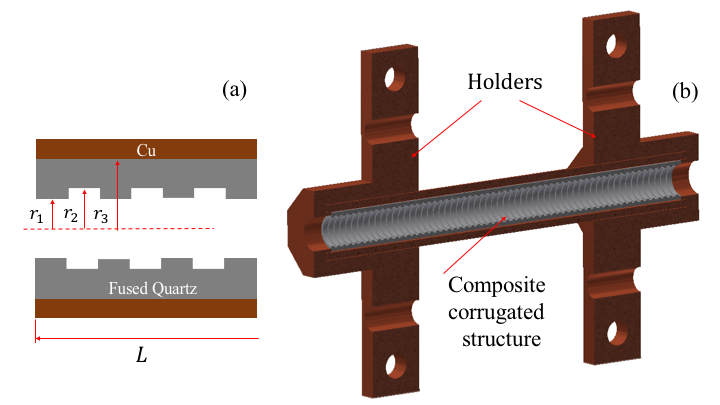 (a)
Cu
r₁
r₂
r₃
Fused Quartz
L
Holders
(b)
Composite
corrugated
structure